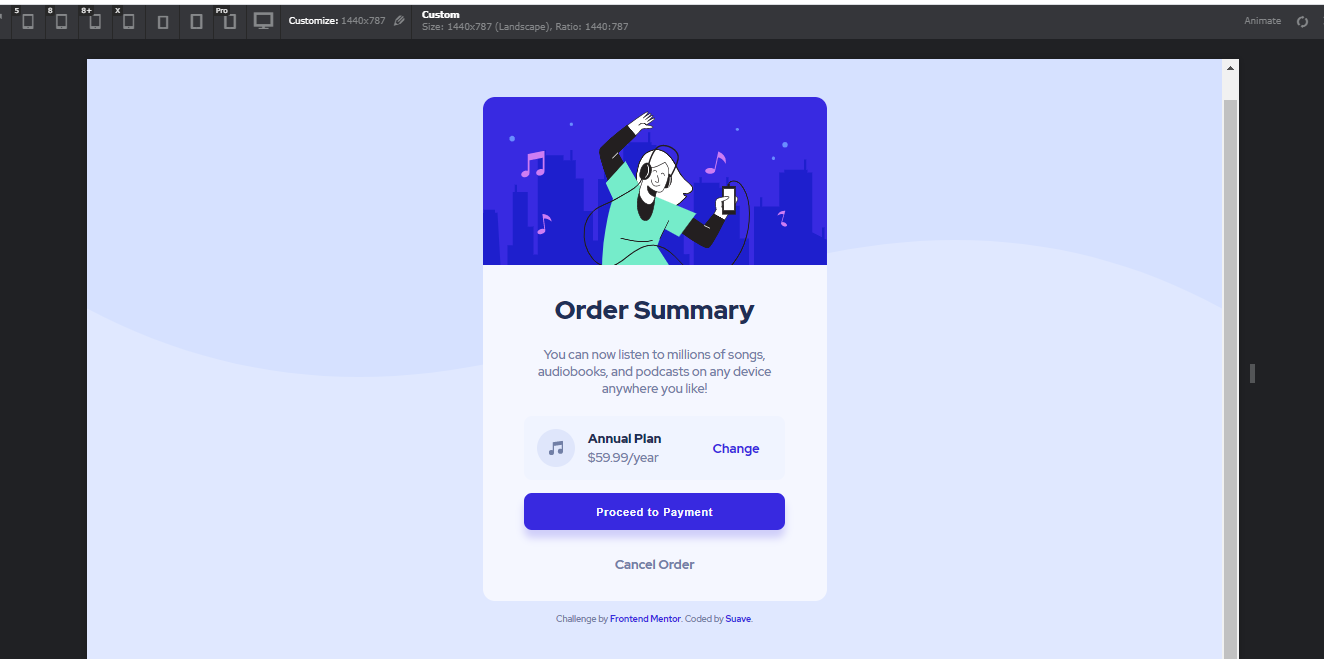 5 8 8+ X Pro
Customize: 1440x787
Custom
Size: 1440x787 (Landscape), Ratio: 1440:787
Animate
Order Summary
You can now listen to millions of songs,
audiobooks, and podcasts on any device
anywhere you like!
Annual Plan
$59.99/year
Change
Proceed to Payment
Cancel Order
Challenge by Frontend Mentor. Coded by Suave.